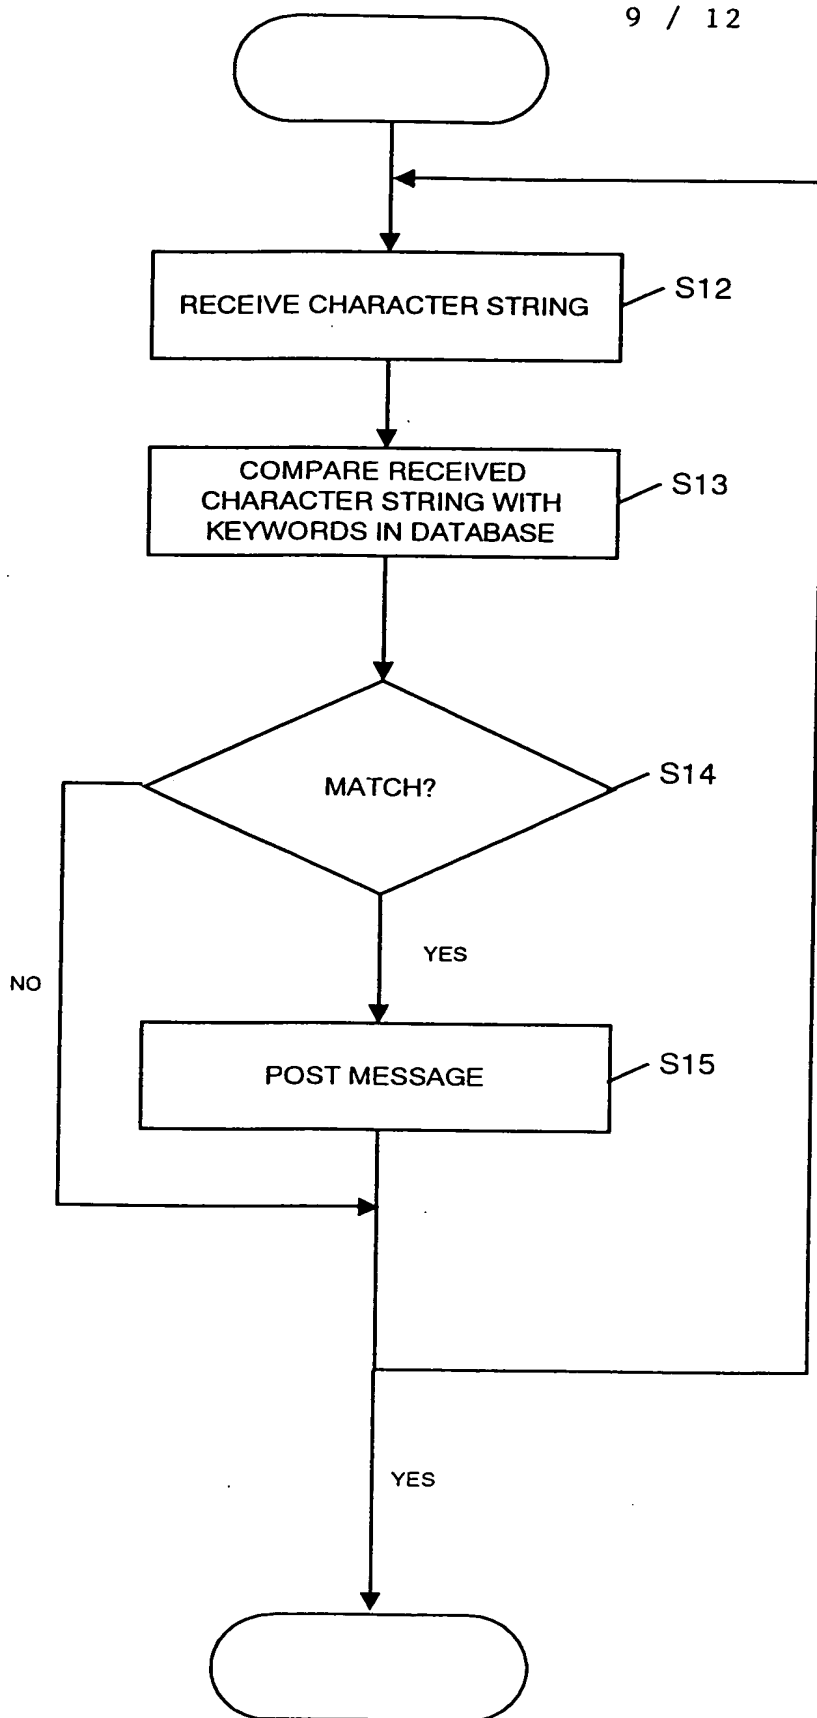 9 / 12
RECEIVE CHARACTER STRING
S12
COMPARE RECEIVED
CHARACTER STRING WITH
KEYWORDS IN DATABASE
S13
MATCH?
S14
YES
NO
POST MESSAGE
S15
YES